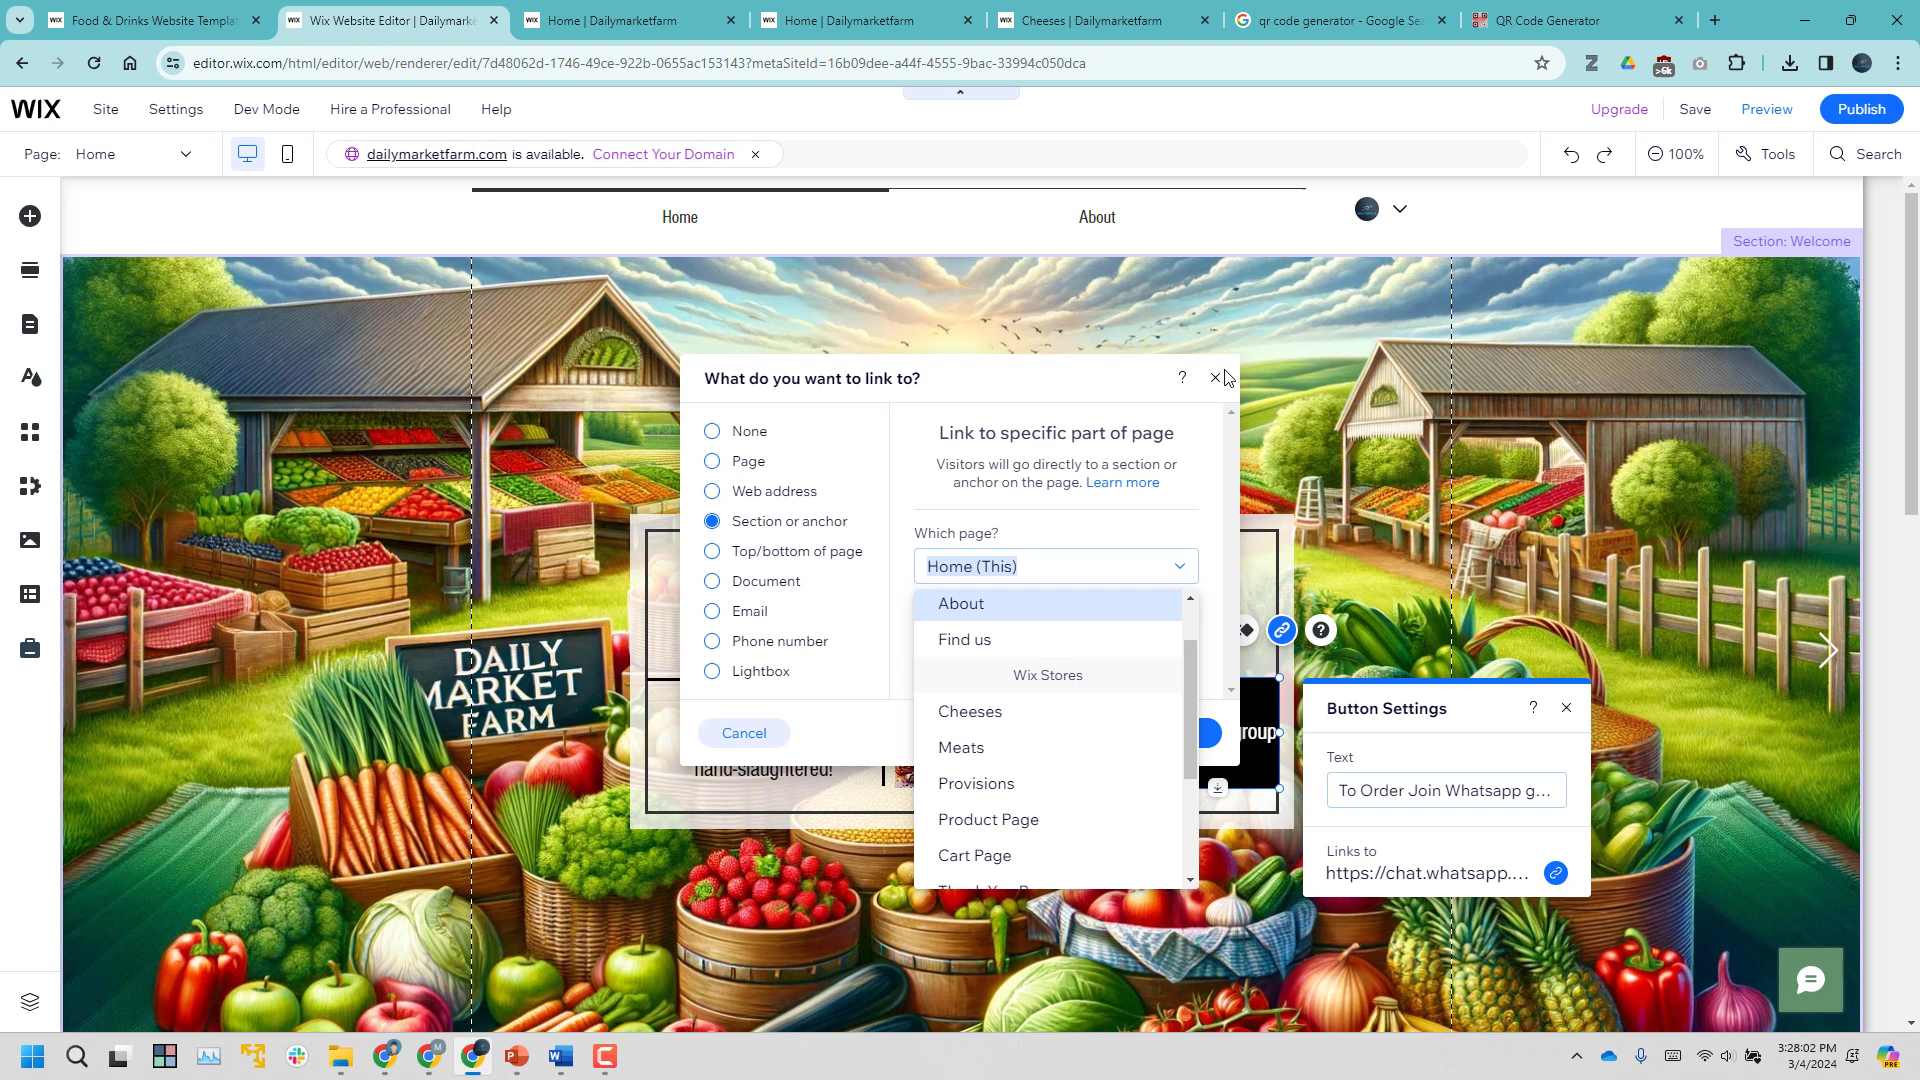 Food & Drinks Website Templa
Wix Website Editor | Dailymarke
Home | Dailymarketfarm
Home | Dailymarketfarm
Cheeses | Dailymarketfarm
qr code generator - Google Sea
QR Code Generator
editor.wix.com/html/editor/web/renderer/edit/7d48062d-1746-49ce-922b-0655ac153143?metaSiteId=16b09dee-a44f-4555-9bac-33994c050dca
>6k
WIX Site Settings Dev Mode Hire a Professional Help
Upgrade Save Preview Publish
Page: Home
dailymarketfarm.com is available. Connect Your Domain
100% Tools Search
Home About
Section: Welcome
What do you want to link to?
None
Page
Web address
Section or anchor
Top/bottom of page
Document
Email
Phone number
Lightbox
Cancel
Link to specific part of page
Visitors will go directly to a section or
anchor on the page. Learn more
Which page?
Home (This)
About
Find us
Wix Stores
Cheeses
Meats
Provisions
Product Page
Cart Page
DAILY
MARKET
FARM
hand-slaughtered!
group
Button Settings
Text
To Order Join Whatsapp g...
Links to
https://chat.whatsapp....
3:28:02 PM
3/4/2024
PRE